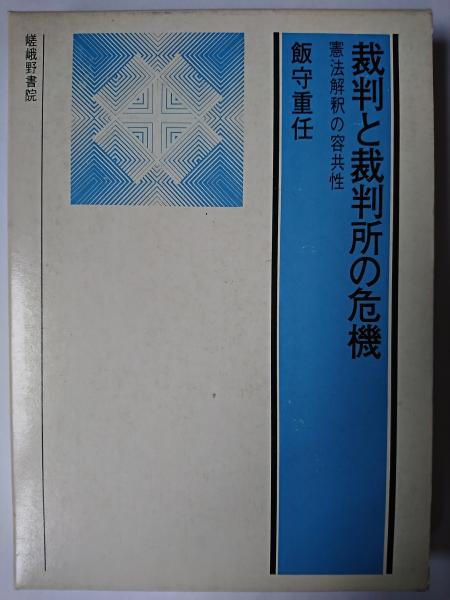 裁判と裁判所の危機
憲法解釈の容共性
飯守重任
嵯峨野書院